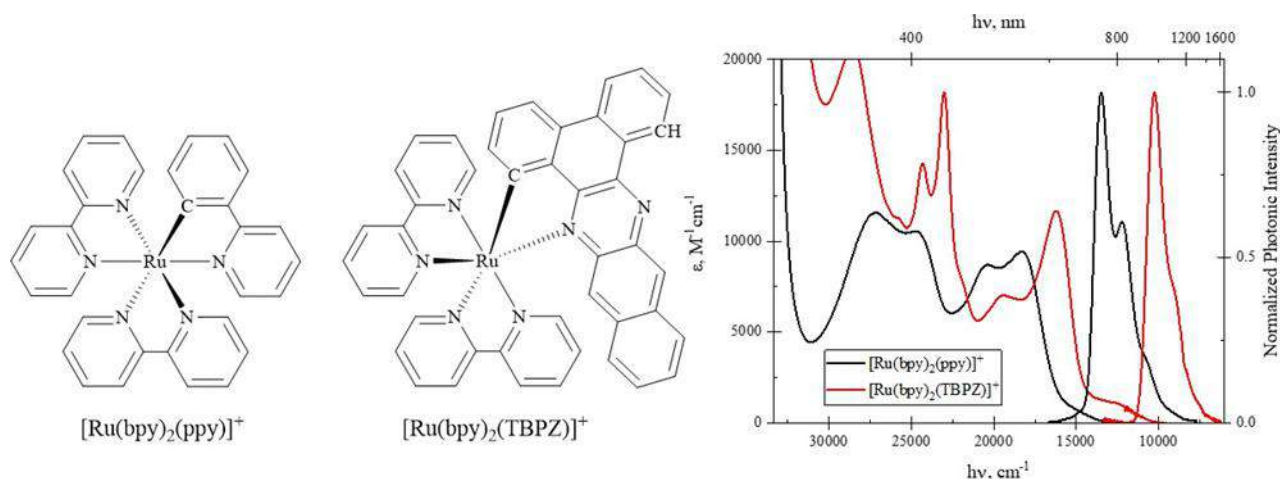 N
C
N
Ru
N
N
N
[Ru(bpy)₂(ppy)]⁺
CH
C
N
N
N
N
Ru
N
N
[Ru(bpy)₂(TBPZ)]⁺
hν, nm
400 800 1200 1600
20000
15000
10000
5000
0
ε, M⁻¹cm⁻¹
1.0
0.5
0.0
Normalized Photonic Intensity
[Ru(bpy)₂(ppy)]⁺
[Ru(bpy)₂(TBPZ)]⁺
30000 25000 20000 15000 10000
hν, cm⁻¹